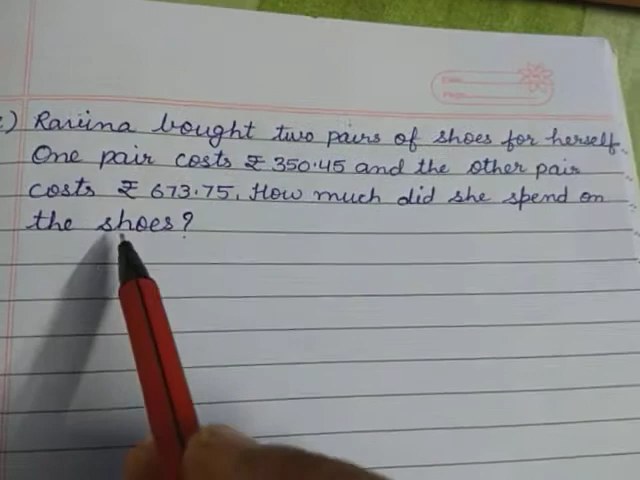 Raviina bought two pairs of shoes for herself.
One pair costs ₹ 350.45 and the other pair
costs ₹ 673.75. How much did she spend on
the shoes?